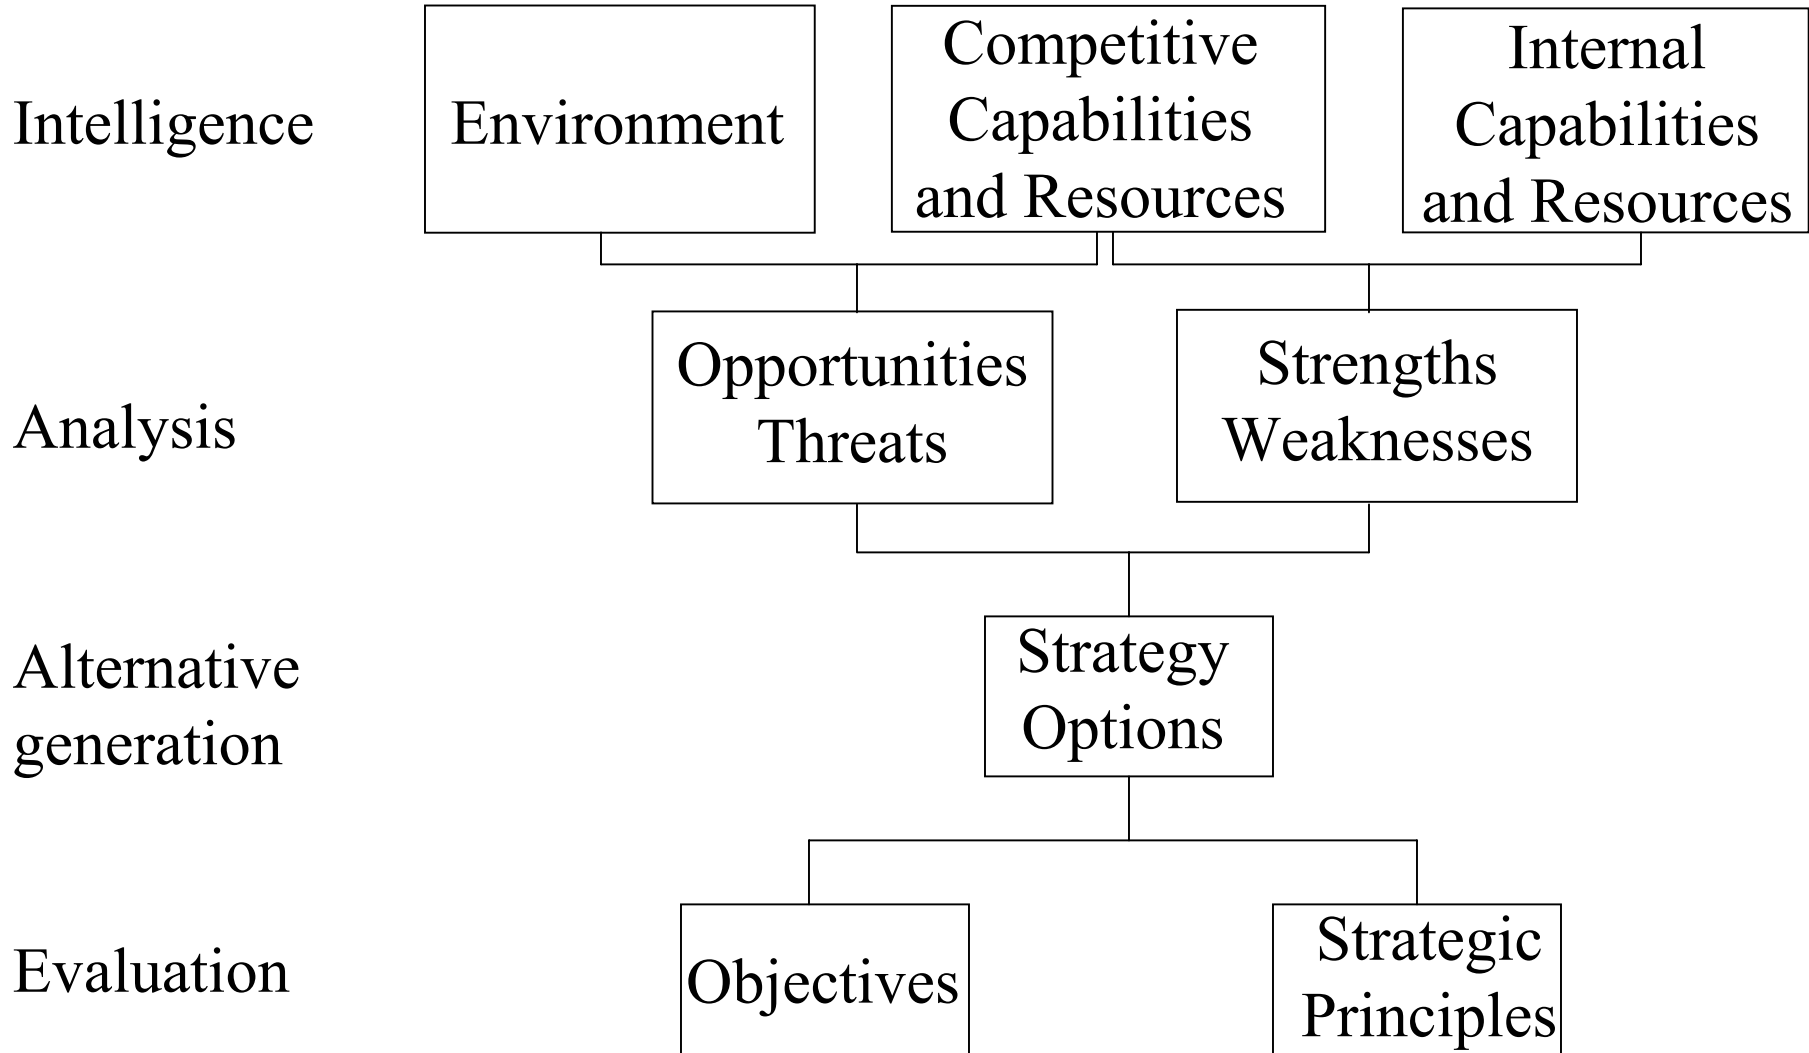 Intelligence
Environment
Competitive
Capabilities
and Resources
Internal
Capabilities
and Resources
Analysis
Opportunities
Threats
Strengths
Weaknesses
Alternative
generation
Strategy
Options
Evaluation
Objectives
Strategic
Principles